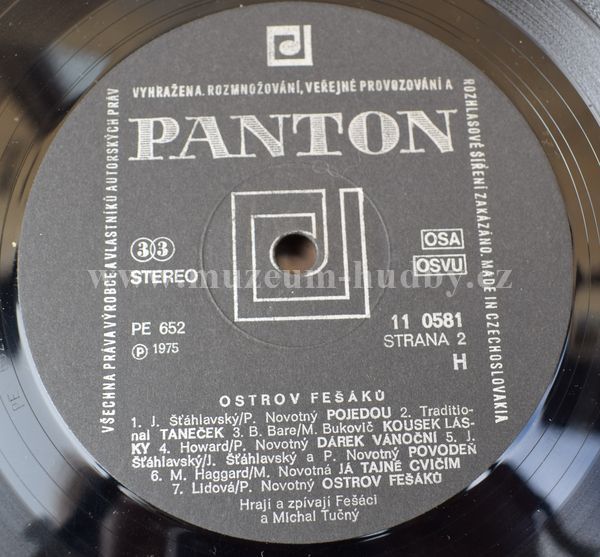 VYHRAŽENA. ROZMNOŽOVÁNÍ, VEŘEJNÉ PROVOZOVÁNÍ A
ROZHLASOVÉ ŠÍŘENÍ ZAKÁZÁNO. MADE IN CZECHOSLOVAKIA
VŠECHNA PRÁVA VÝROBCE A VLASTNÍKŮ AUTORSKÝCH PRÁV
PANTON
33
STEREO
OSA
OSVU
www.muzeum-hudby.cz
PE 652
℗ 1975
11 0581
STRANA 2
H
OSTROV FEŠÁKŮ
1. J. Šťáhlavský/P. Novotný POJEDOU 2. Traditio-
nal TANEČEK 3. B. Bare/M. Bukovič KOUSEK LÁS-
KY 4. Howard/P. Novotný DÁREK VÁNOČNÍ 5. J.
Šťáhlavský/J. Šťáhlavský a P. Novotný POVODEŇ
6. M. Haggard/M. Novotná JÁ TAJNĚ CVIČÍM
7. Lidová/P. Novotný OSTROV FEŠÁKŮ
Hrají a zpívají Fešáci
a Michal Tučný